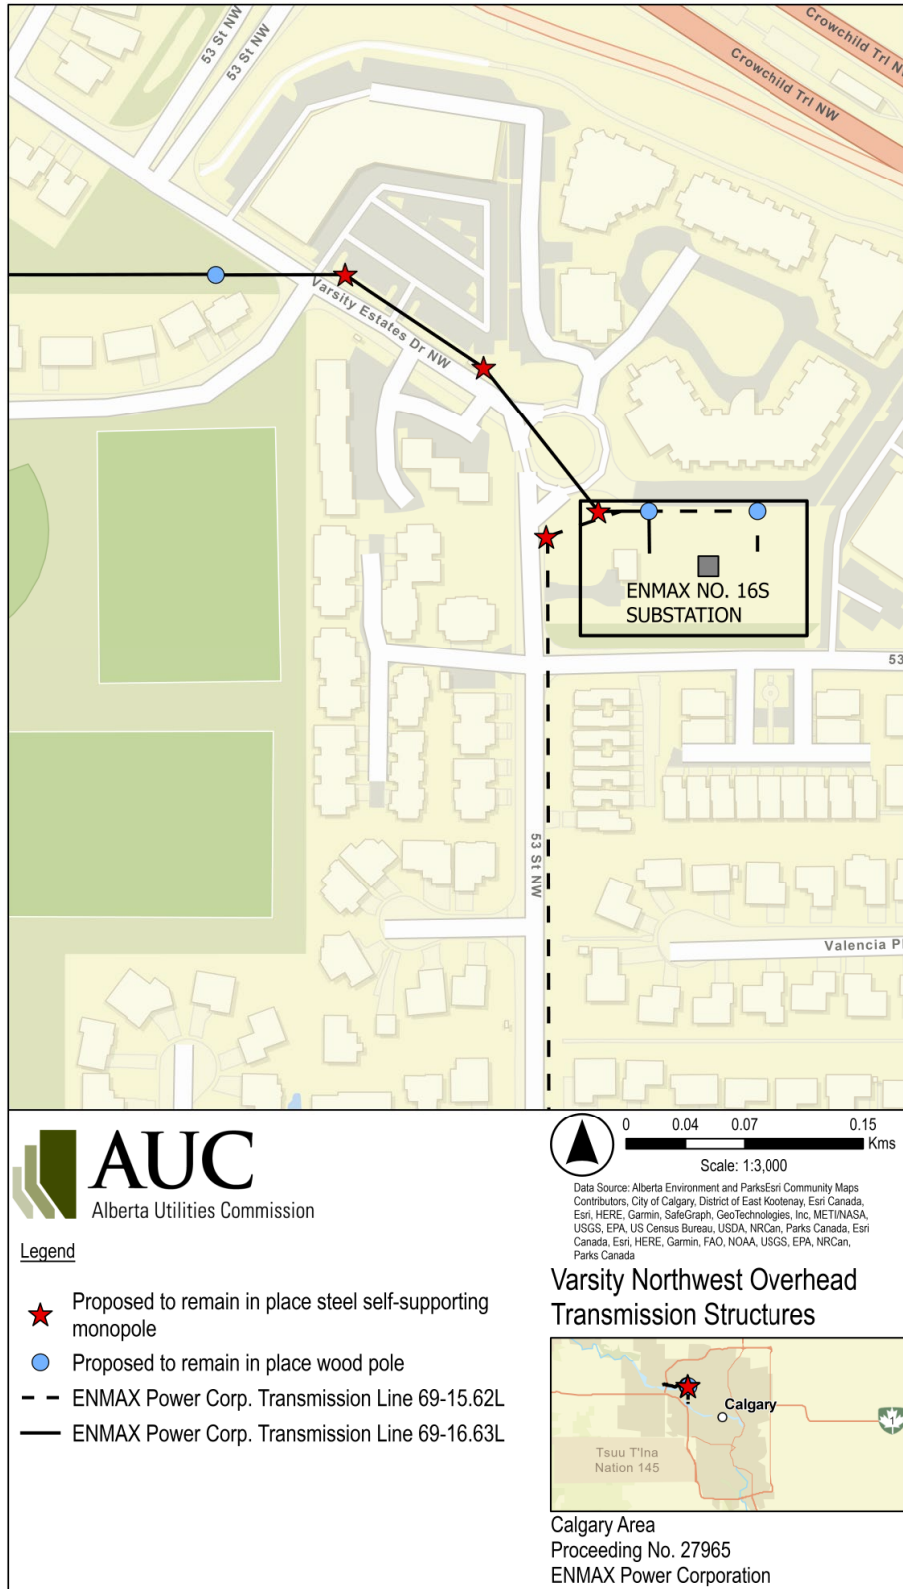 53 St NW
53 St NW
Crowchild Trl N
Crowchild Trl NW
Varsity Estates Dr NW
ENMAX NO. 16S
SUBSTATION
53
53 St NW
Valencia Pl
AUC
Alberta Utilities Commission
0 0.04 0.07 0.15
Kms
Scale: 1:3,000
Data Source: Alberta Environment and ParksEsri Community Maps
Contributors, City of Calgary, District of East Kootenay, Esri Canada,
Esri, HERE, Garmin, SafeGraph, GeoTechnologies, Inc, METI/NASA,
USGS, EPA, US Census Bureau, USDA, NRCan, Parks Canada, Esri
Canada, Esri, HERE, Garmin, FAO, NOAA, USGS, EPA, NRCan,
Parks Canada
Legend
Proposed to remain in place steel self-supporting
monopole
Proposed to remain in place wood pole
ENMAX Power Corp. Transmission Line 69-15.62L
ENMAX Power Corp. Transmission Line 69-16.63L
Varsity Northwest Overhead
Transmission Structures
Calgary
1
Tsuu T'Ina
Nation 145
Calgary Area
Proceeding No. 27965
ENMAX Power Corporation